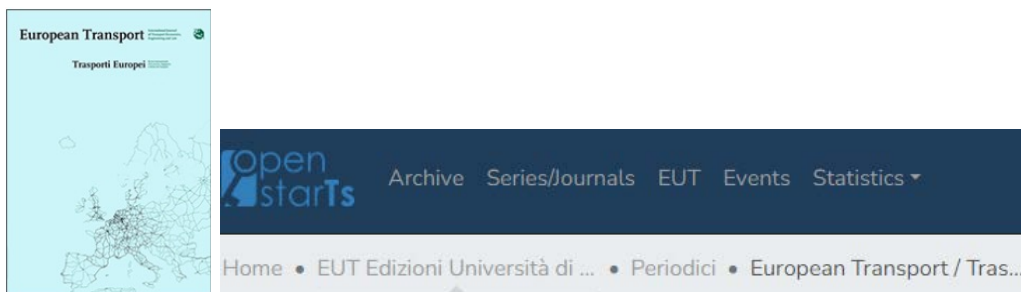 European Transport
Trasporti Europei
open
starTs
Archive Series/Journals EUT Events Statistics
Home • EUT Edizioni Università di ... • Periodici • European Transport / Tras...